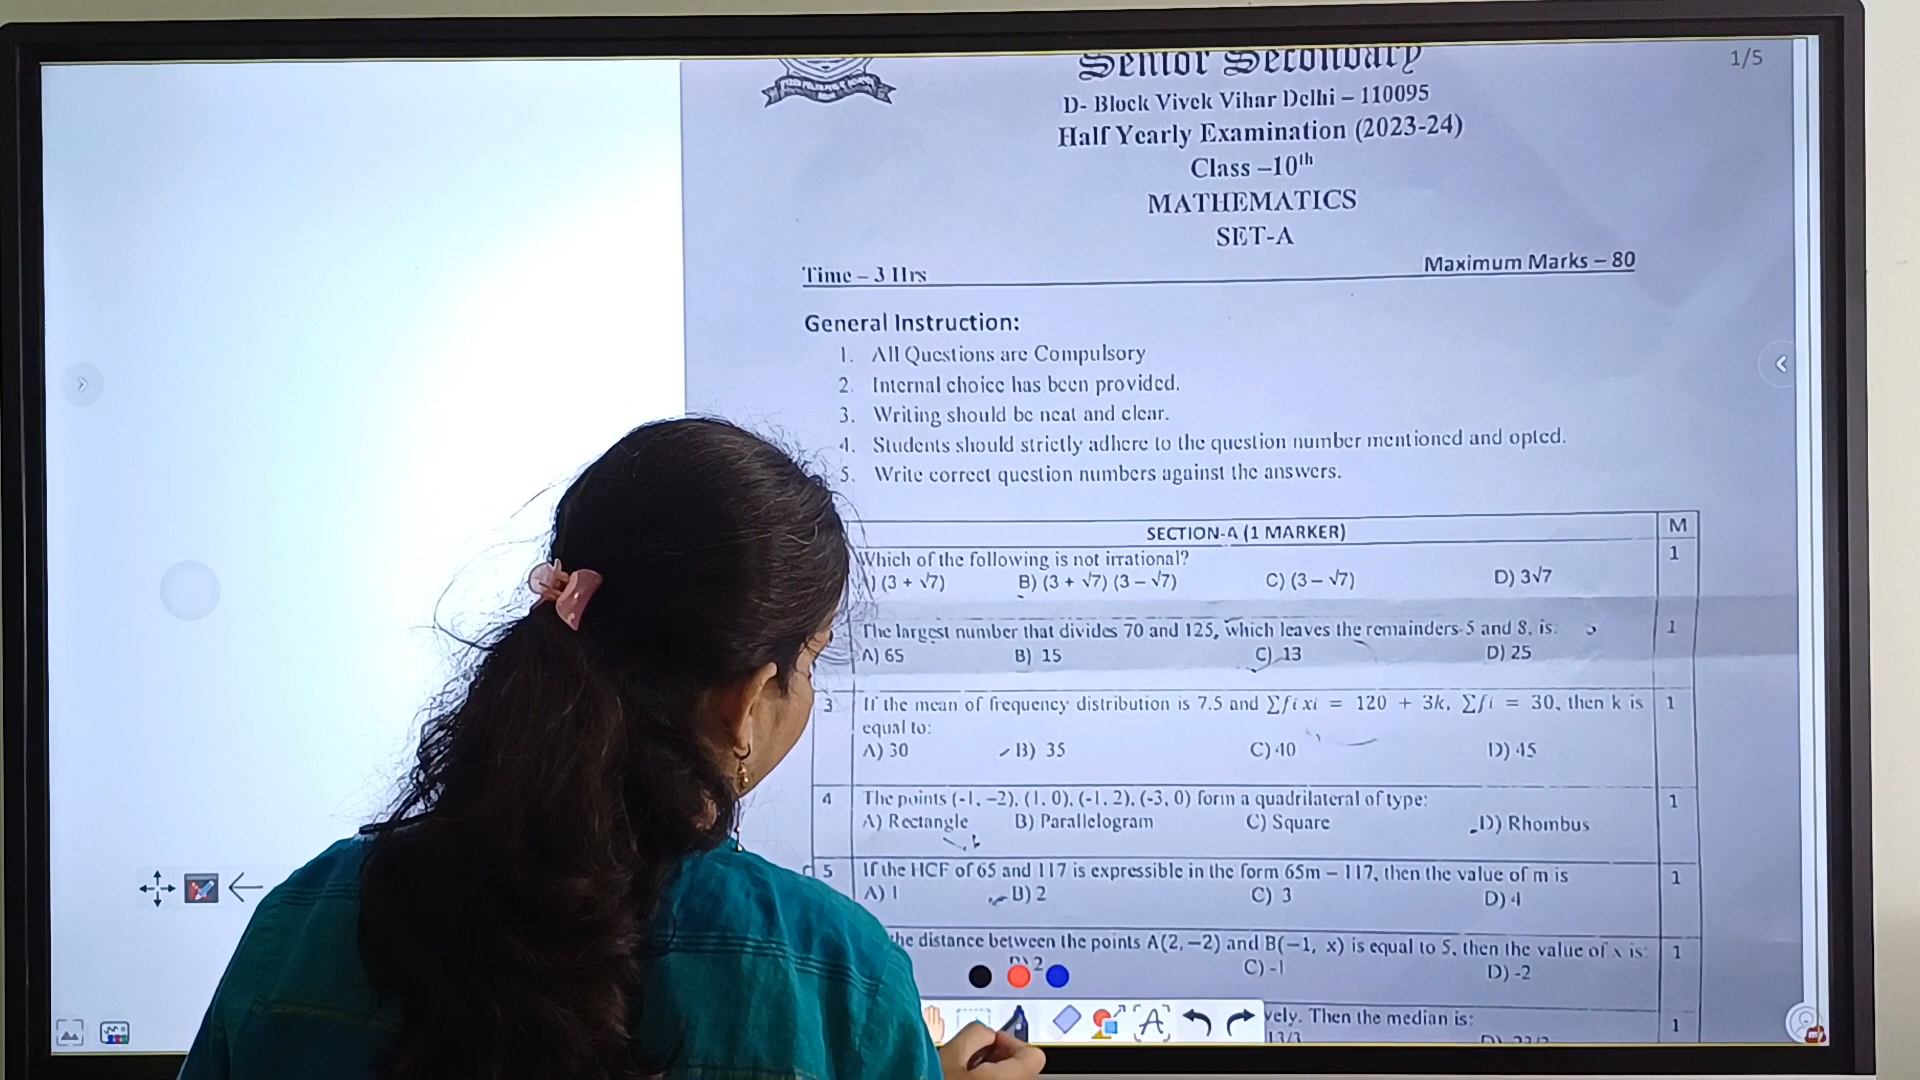 Senior Secondary
1/5
D- Block Vivek Vihar Delhi – 110095
Half Yearly Examination (2023-24)
Class –10th
MATHEMATICS
SET-A
Time – 3 Hrs
Maximum Marks – 80
General Instruction:
1. All Questions are Compulsory
2. Internal choice has been provided.
3. Writing should be neat and clear.
4. Students should strictly adhere to the question number mentioned and opted.
5. Write correct question numbers against the answers.
SECTION-A (1 MARKER) M
Which of the following is not irrational? 1
) (3 + √7) B) (3 + √7) (3 – √7) C) (3 – √7) D) 3√7
The largest number that divides 70 and 125, which leaves the remainders 5 and 8, is: 1
A) 65 B) 15 C) 13 D) 25
3 If the mean of frequency distribution is 7.5 and ∑fi xi = 120 + 3k, ∑fi = 30, then k is 1
equal to:
A) 30 B) 35 C) 40 D) 45
4 The points (-1, −2), (1, 0), (-1, 2), (-3, 0) form a quadrilateral of type: 1
A) Rectangle B) Parallelogram C) Square D) Rhombus
5 If the HCF of 65 and 117 is expressible in the form 65m – 117, then the value of m is 1
A) 1 B) 2 C) 3 D) 4
the distance between the points A(2, −2) and B(−1, x) is equal to 5, then the value of x is: 1
2 C) -1 D) -2
vely. Then the median is: 1
13/3
A